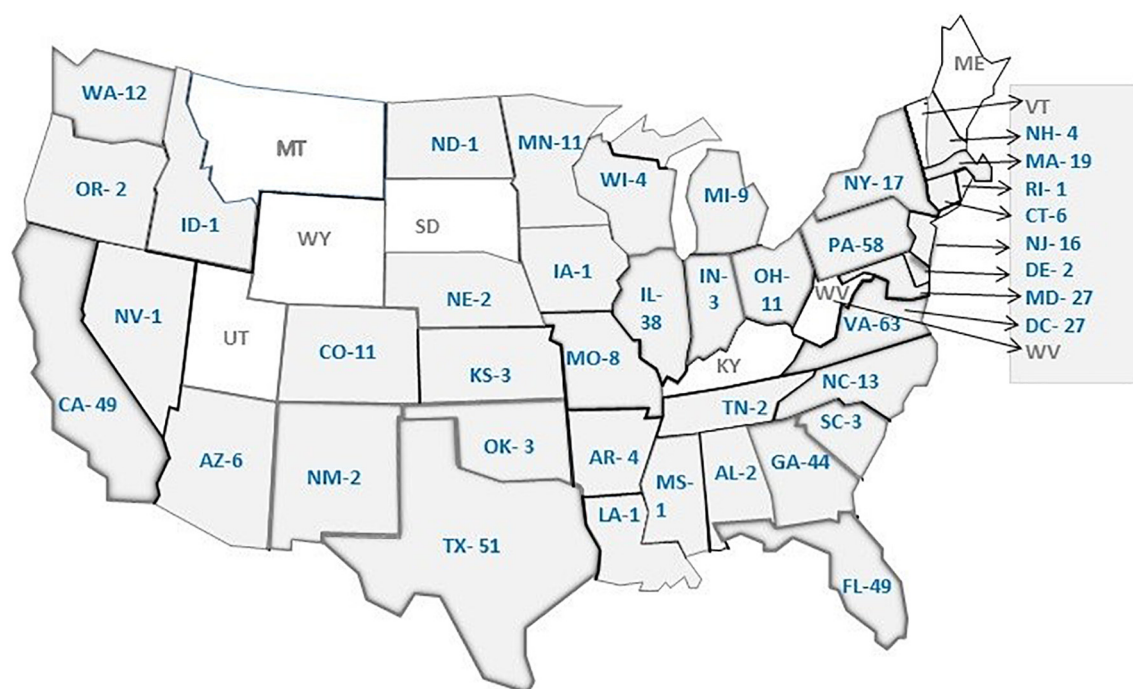 ME
WA-12
VT
MT
ND-1
MN-11
NH- 4
MA- 19
WI-4
NY- 17
OR- 2
MI-9
RI- 1
CT-6
ID-1
SD
WY
PA-58
NJ- 16
IA-1
IN-
3
OH-
11
DE- 2
NE-2
IL-
38
WV
MD- 27
NV-1
UT
VA-63
DC- 27
CO-11
MO-8
KY
WV
KS-3
NC-13
CA- 49
TN-2
SC-3
OK- 3
AR- 4
GA-44
AZ-6
NM-2
MS-
1
AL-2
LA-1
TX- 51
FL-49